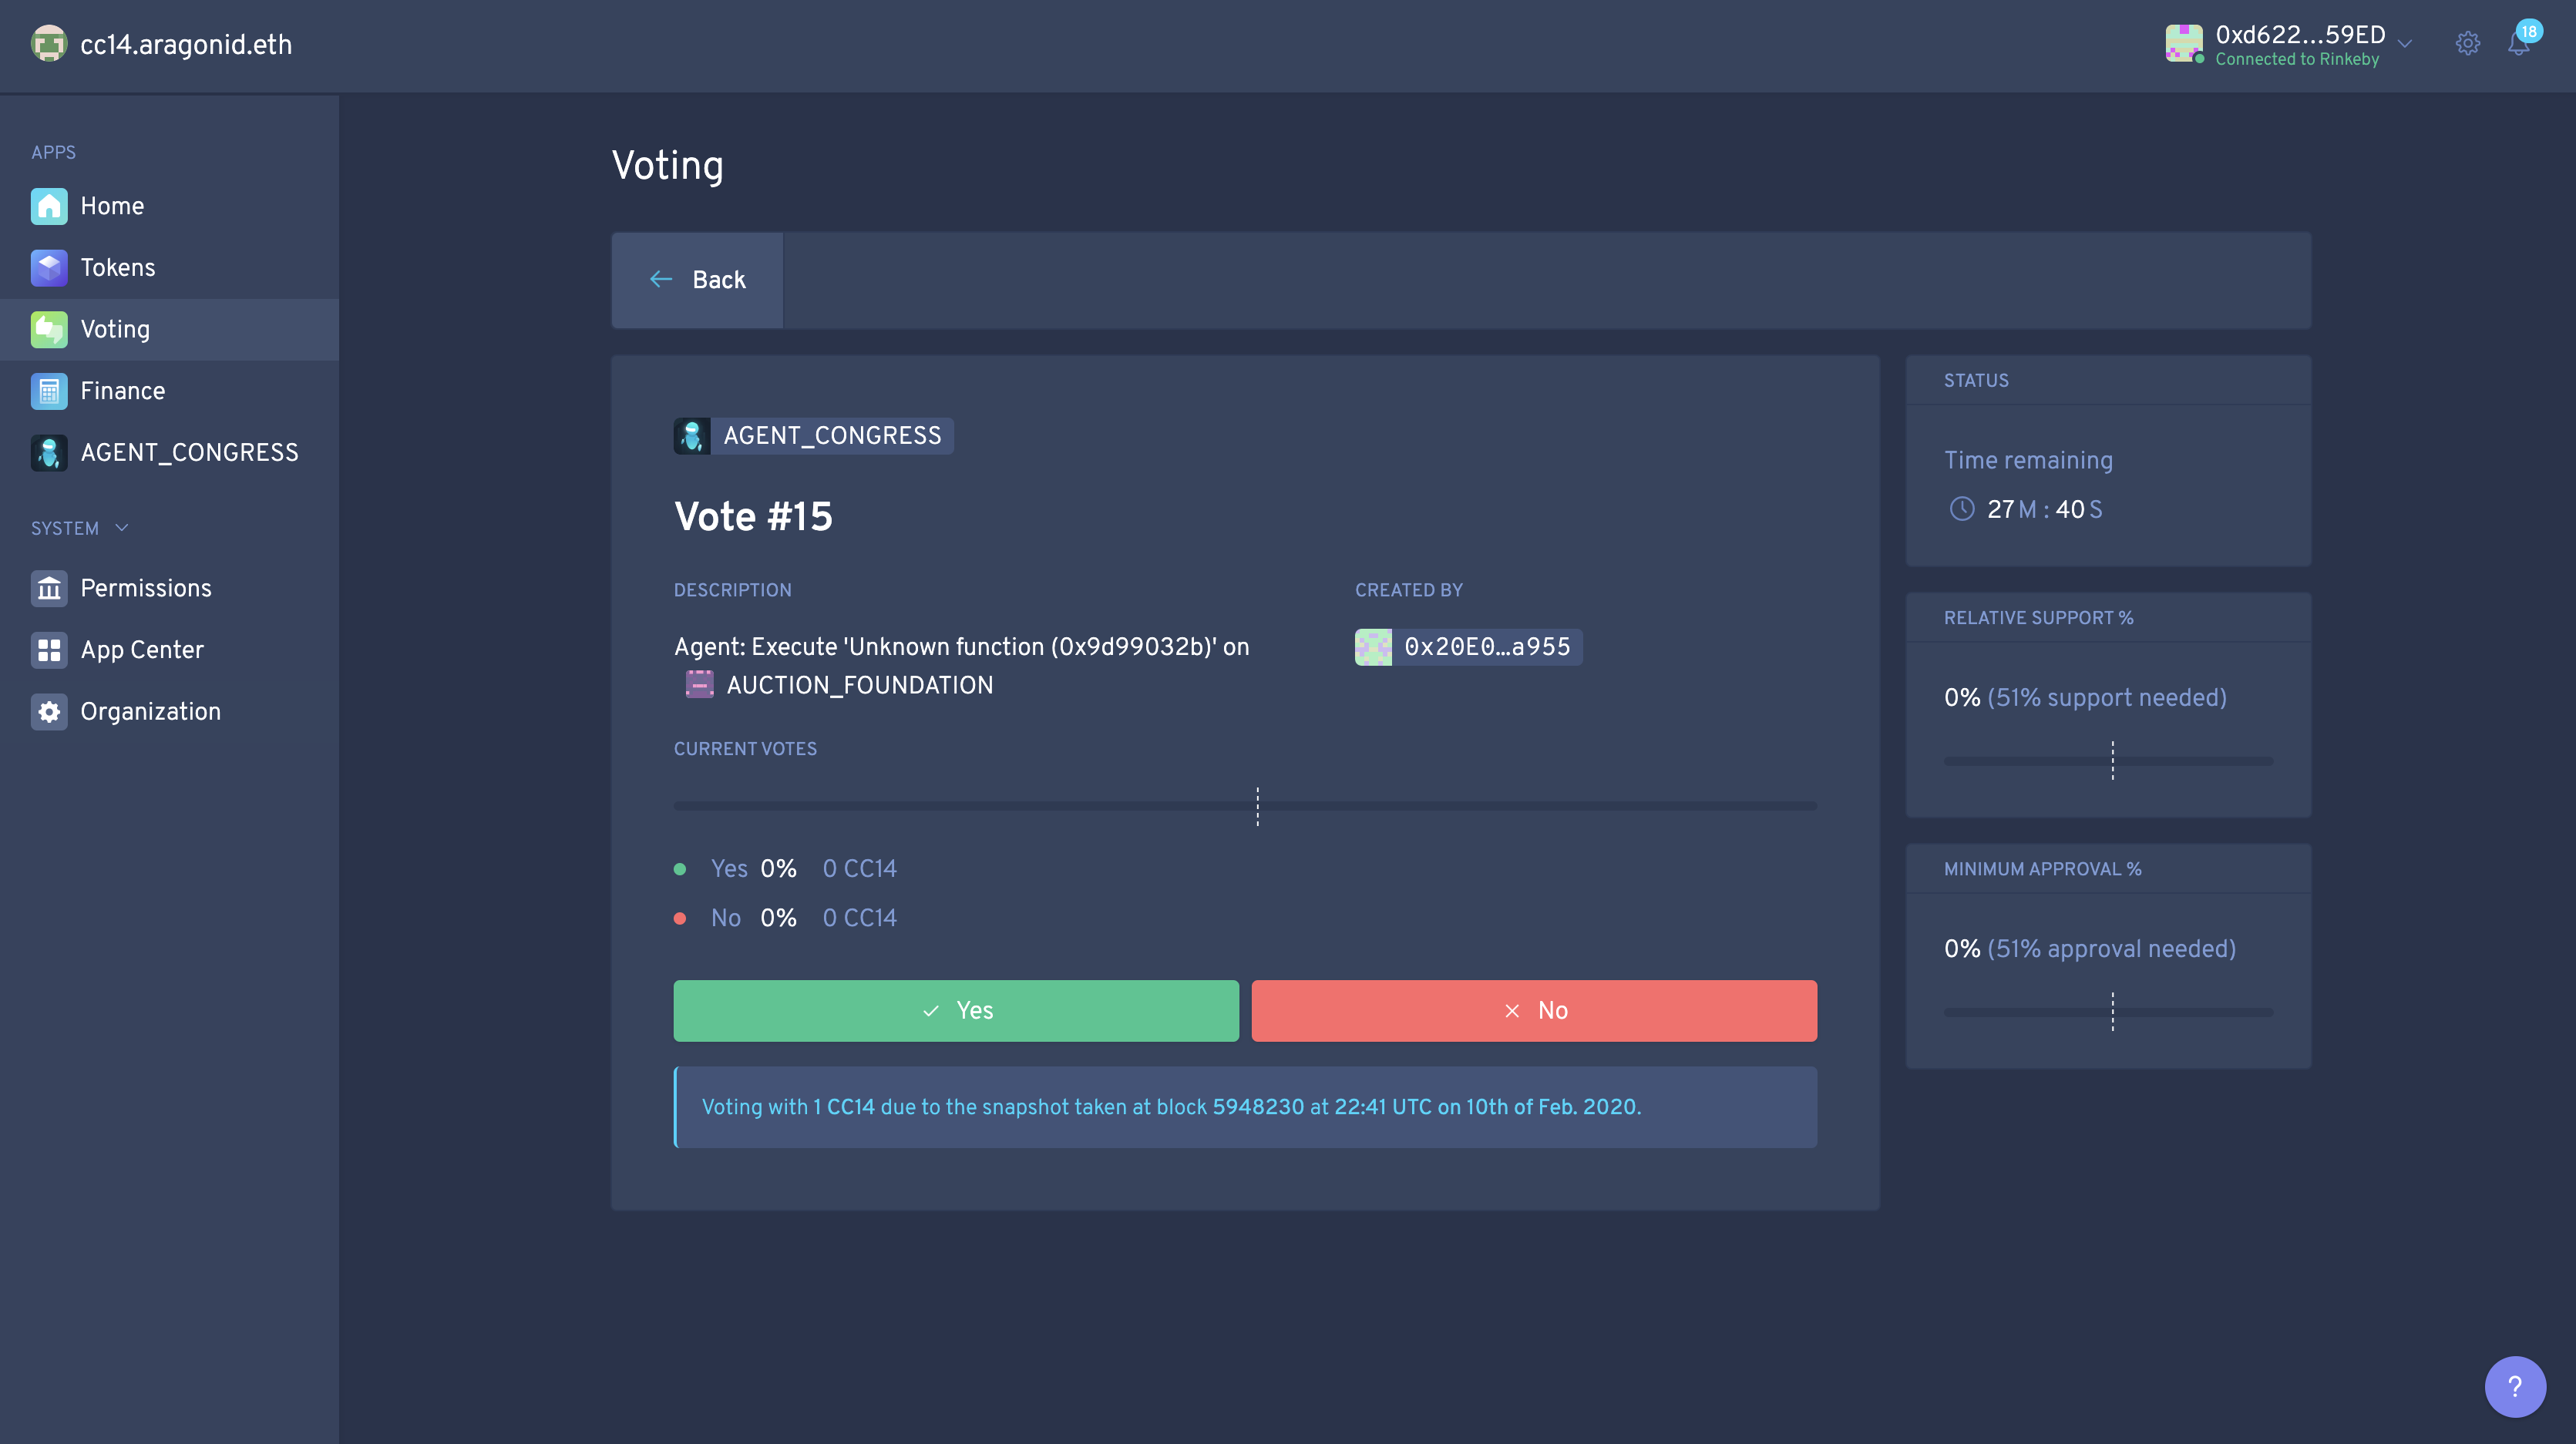 cc14.aragonid.eth
0xd622...59ED
Connected to Rinkeby
18
APPS
Home
Tokens
Voting
Finance
AGENT_CONGRESS
SYSTEM
Permissions
App Center
Organization
Voting
Back
AGENT_CONGRESS
Vote #15
DESCRIPTION
Agent: Execute 'Unknown function (0x9d99032b)' on
AUCTION_FOUNDATION
CREATED BY
0x20E0…a955
CURRENT VOTES
Yes 0% 0 CC14
No 0% 0 CC14
Yes
No
Voting with 1 CC14 due to the snapshot taken at block 5948230 at 22:41 UTC on 10th of Feb. 2020.
STATUS
Time remaining
27 M : 40 S
RELATIVE SUPPORT %
0% (51% support needed)
MINIMUM APPROVAL %
0% (51% approval needed)
?